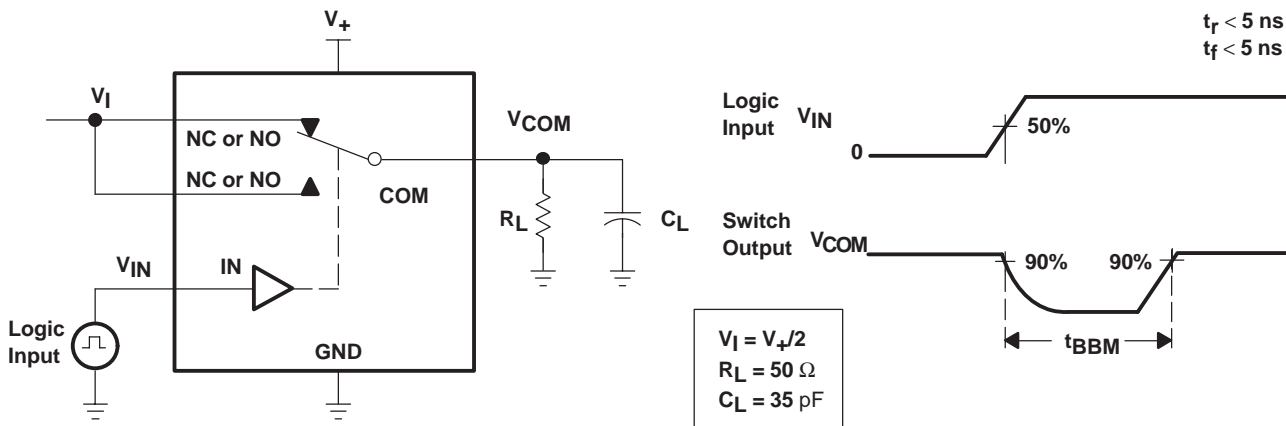 V+
VI
NC or NO
NC or NO
COM
VCOM
RL
CL
VIN
IN
Logic
Input
GND
tr < 5 ns
tf < 5 ns
Logic
Input
VIN
50%
0
Switch
Output
VCOM
90%
90%
tBBM
VI = V+/2
RL = 50 Ω
CL = 35 pF